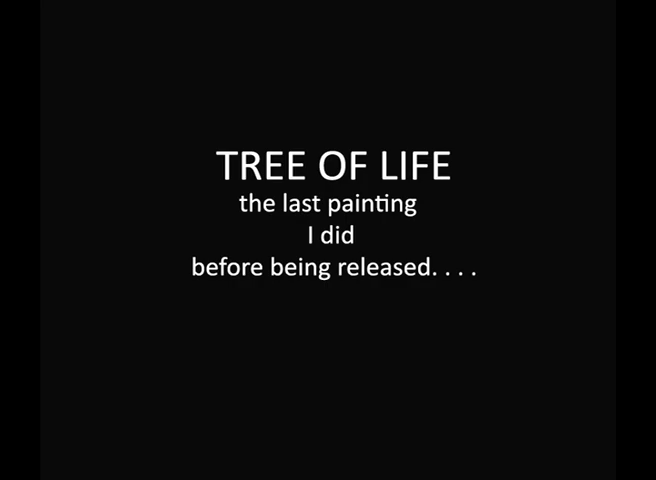 TREE OF LIFE
the last painting
I did
before being released. . . .